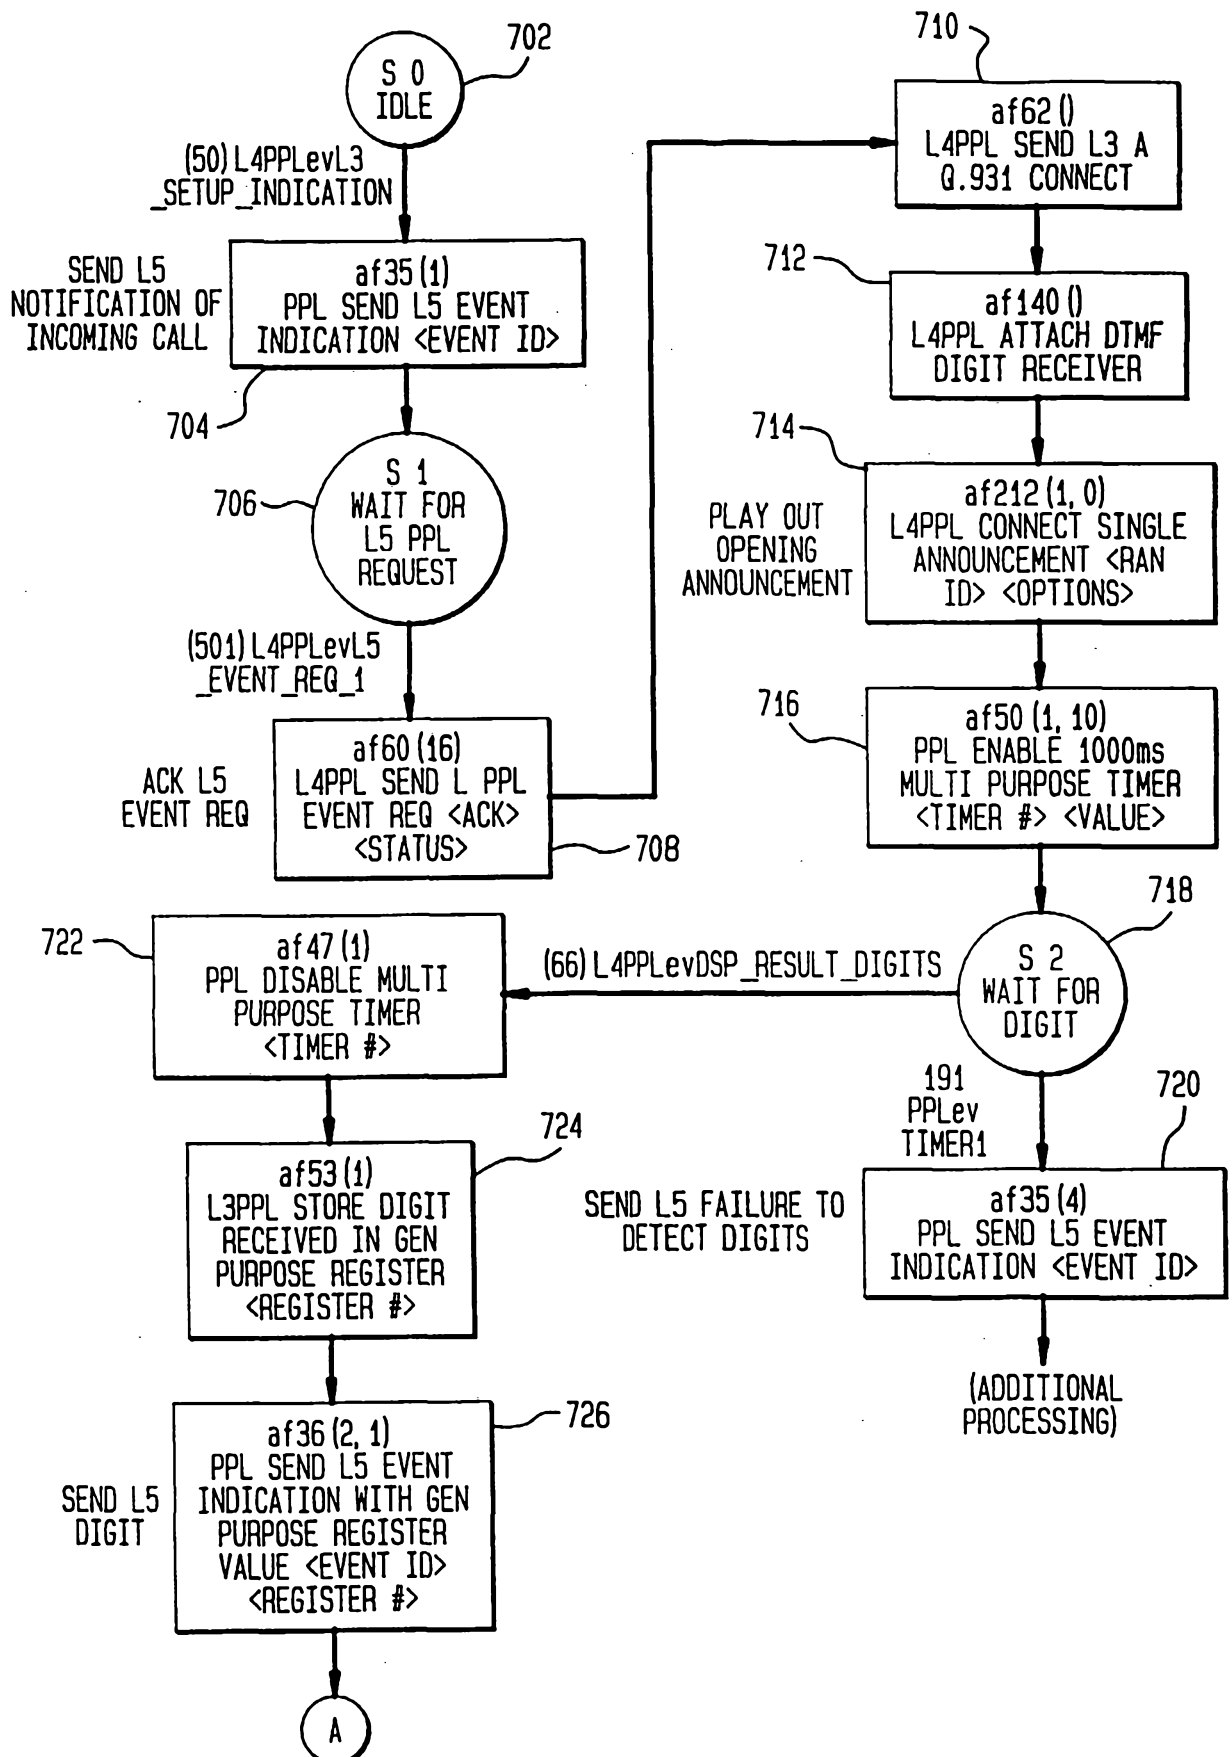 702
S 0
IDLE
(50) L4PPLevL3
_SETUP_INDICATION
SEND L5
NOTIFICATION OF
INCOMING CALL
af35(1)
PPL SEND L5 EVENT
INDICATION <EVENT ID>
704
706
S 1
WAIT FOR
L5 PPL
REQUEST
(501) L4PPLevL5
_EVENT_REQ_1
ACK L5
EVENT REQ
af60(16)
L4PPL SEND L PPL
EVENT REQ <ACK>
<STATUS>
708
710
af62()
L4PPL SEND L3 A
Q.931 CONNECT
712
af140()
L4PPL ATTACH DTMF
DIGIT RECEIVER
714
PLAY OUT
OPENING
ANNOUNCEMENT
af212(1,0)
L4PPL CONNECT SINGLE
ANNOUNCEMENT <RAN
ID> <OPTIONS>
716
af50(1,10)
PPL ENABLE 1000ms
MULTI PURPOSE TIMER
<TIMER #> <VALUE>
718
S 2
WAIT FOR
DIGIT
(66) L4PPLevDSP_RESULT_DIGITS
191
PPLev
TIMER1
720
SEND L5 FAILURE TO
DETECT DIGITS
af35(4)
PPL SEND L5 EVENT
INDICATION <EVENT ID>
(ADDITIONAL
PROCESSING)
722
af47(1)
PPL DISABLE MULTI
PURPOSE TIMER
<TIMER #>
724
af53(1)
L3PPL STORE DIGIT
RECEIVED IN GEN
PURPOSE REGISTER
<REGISTER #>
726
SEND L5
DIGIT
af36(2,1)
PPL SEND L5 EVENT
INDICATION WITH GEN
PURPOSE REGISTER
VALUE <EVENT ID>
<REGISTER #>
A